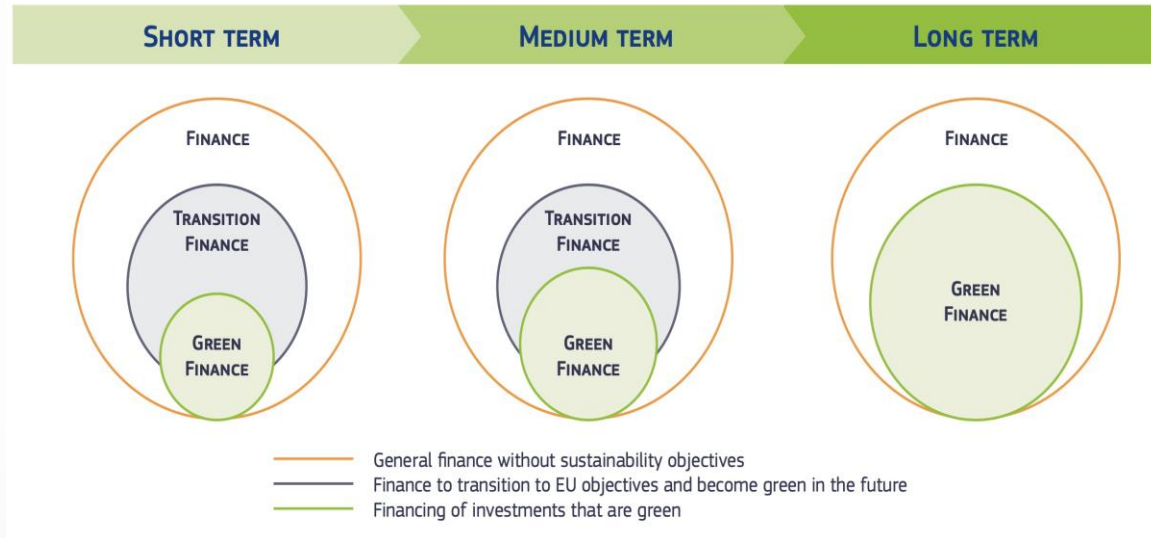 SHORT TERM
MEDIUM TERM
LONG TERM
FINANCE
TRANSITION
FINANCE
GREEN
FINANCE
FINANCE
TRANSITION
FINANCE
GREEN
FINANCE
FINANCE
GREEN
FINANCE
General finance without sustainability objectives
Finance to transition to EU objectives and become green in the future
Financing of investments that are green